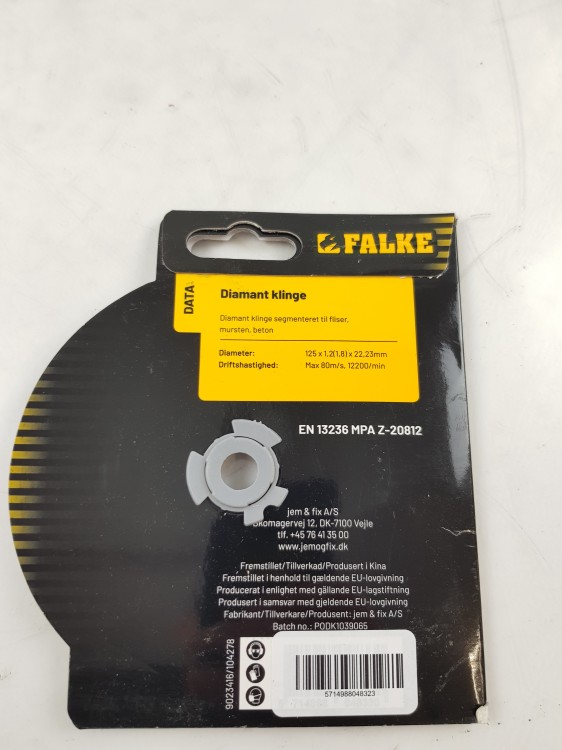 FALKE
DATA
Diamant klinge
Diamant klinge segmenteret til fliser,
mursten, beton
Diameter: 125 x 1,2(1,8) x 22,23mm
Driftshastighed: Max 80m/s, 12200/min
EN 13236 MPA Z-20812
jem & fix A/S
Skomagervej 12, DK-7100 Vejle
tlf. +45 76 41 35 00
www.jemogfix.dk
Fremstillet/Tillverkad/Produsert i Kina
Fremstillet i henhold til gældende EU-lovgivning
Producerat i enlighet med gällande EU-lagstiftning
Produsert i samsvar med gjeldende EU-lovgivning
Fabrikant/Tillverkare/Produsent: jem & fix A/S
Batch no.: PODK1039065
9023416/104278
5714988048323